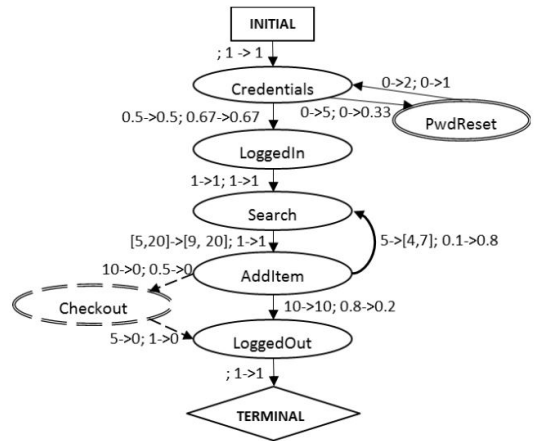 INITIAL
; 1 -> 1
0->2; 0->1
Credentials
0.5->0.5; 0.67->0.67
0->5; 0->0.33
PwdReset
LoggedIn
1->1; 1->1
Search
[5,20]->[9, 20]; 1->1
5->[4,7]; 0.1->0.8
10->0; 0.5->0
AddItem
Checkout
10->10; 0.8->0.2
5->0; 1->0
LoggedOut
; 1->1
TERMINAL